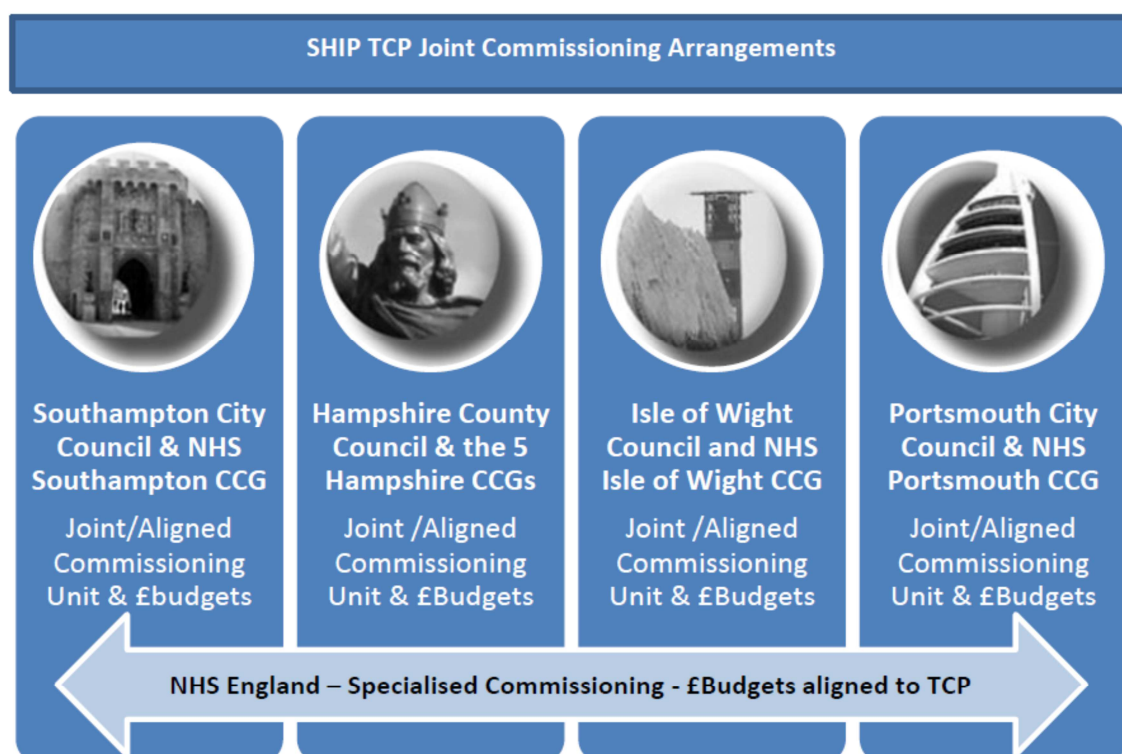 SHIP TCP Joint Commissioning Arrangements
Southampton City
Council & NHS
Southampton CCG
Joint/Aligned
Commissioning
Unit & £budgets
Hampshire County
Council & the 5
Hampshire CCGs
Joint /Aligned
Commissioning
Unit & £Budgets
Isle of Wight
Council and NHS
Isle of Wight CCG
Joint/Aligned
Commissioning
Unit & £Budgets
Portsmouth City
Council & NHS
Portsmouth CCG
Joint/Aligned
Commissioning
Unit & £Budgets
NHS England – Specialised Commissioning - £Budgets aligned to TCP